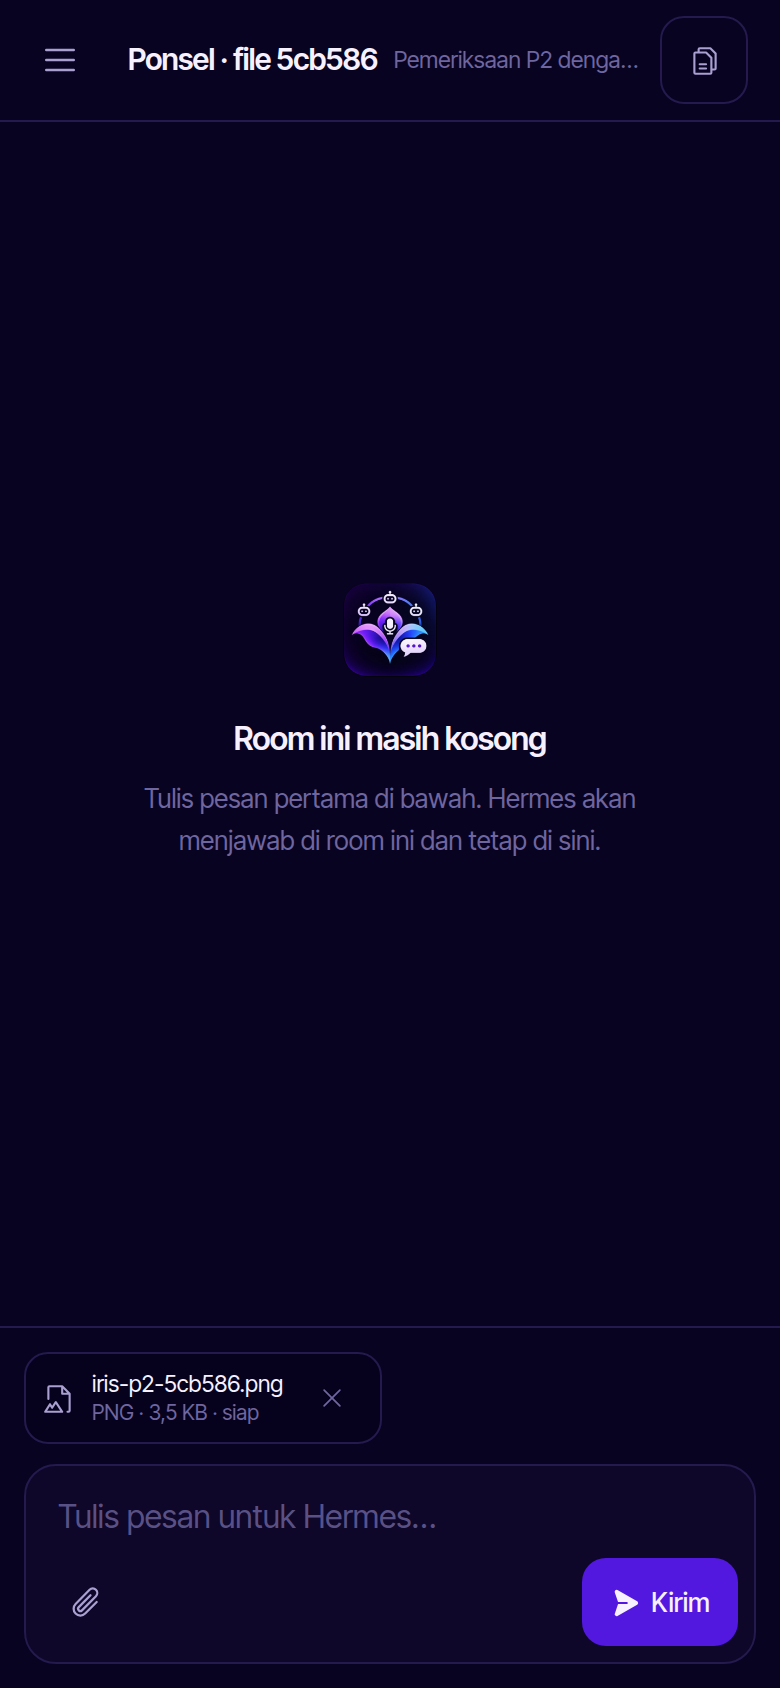 Ponsel · file 5cb586 Pemeriksaan P2 denga...
Room ini masih kosong
Tulis pesan pertama di bawah. Hermes akan
menjawab di room ini dan tetap di sini.
iris-p2-5cb586.png
PNG · 3,5 KB · siap
Tulis pesan untuk Hermes...
Kirim